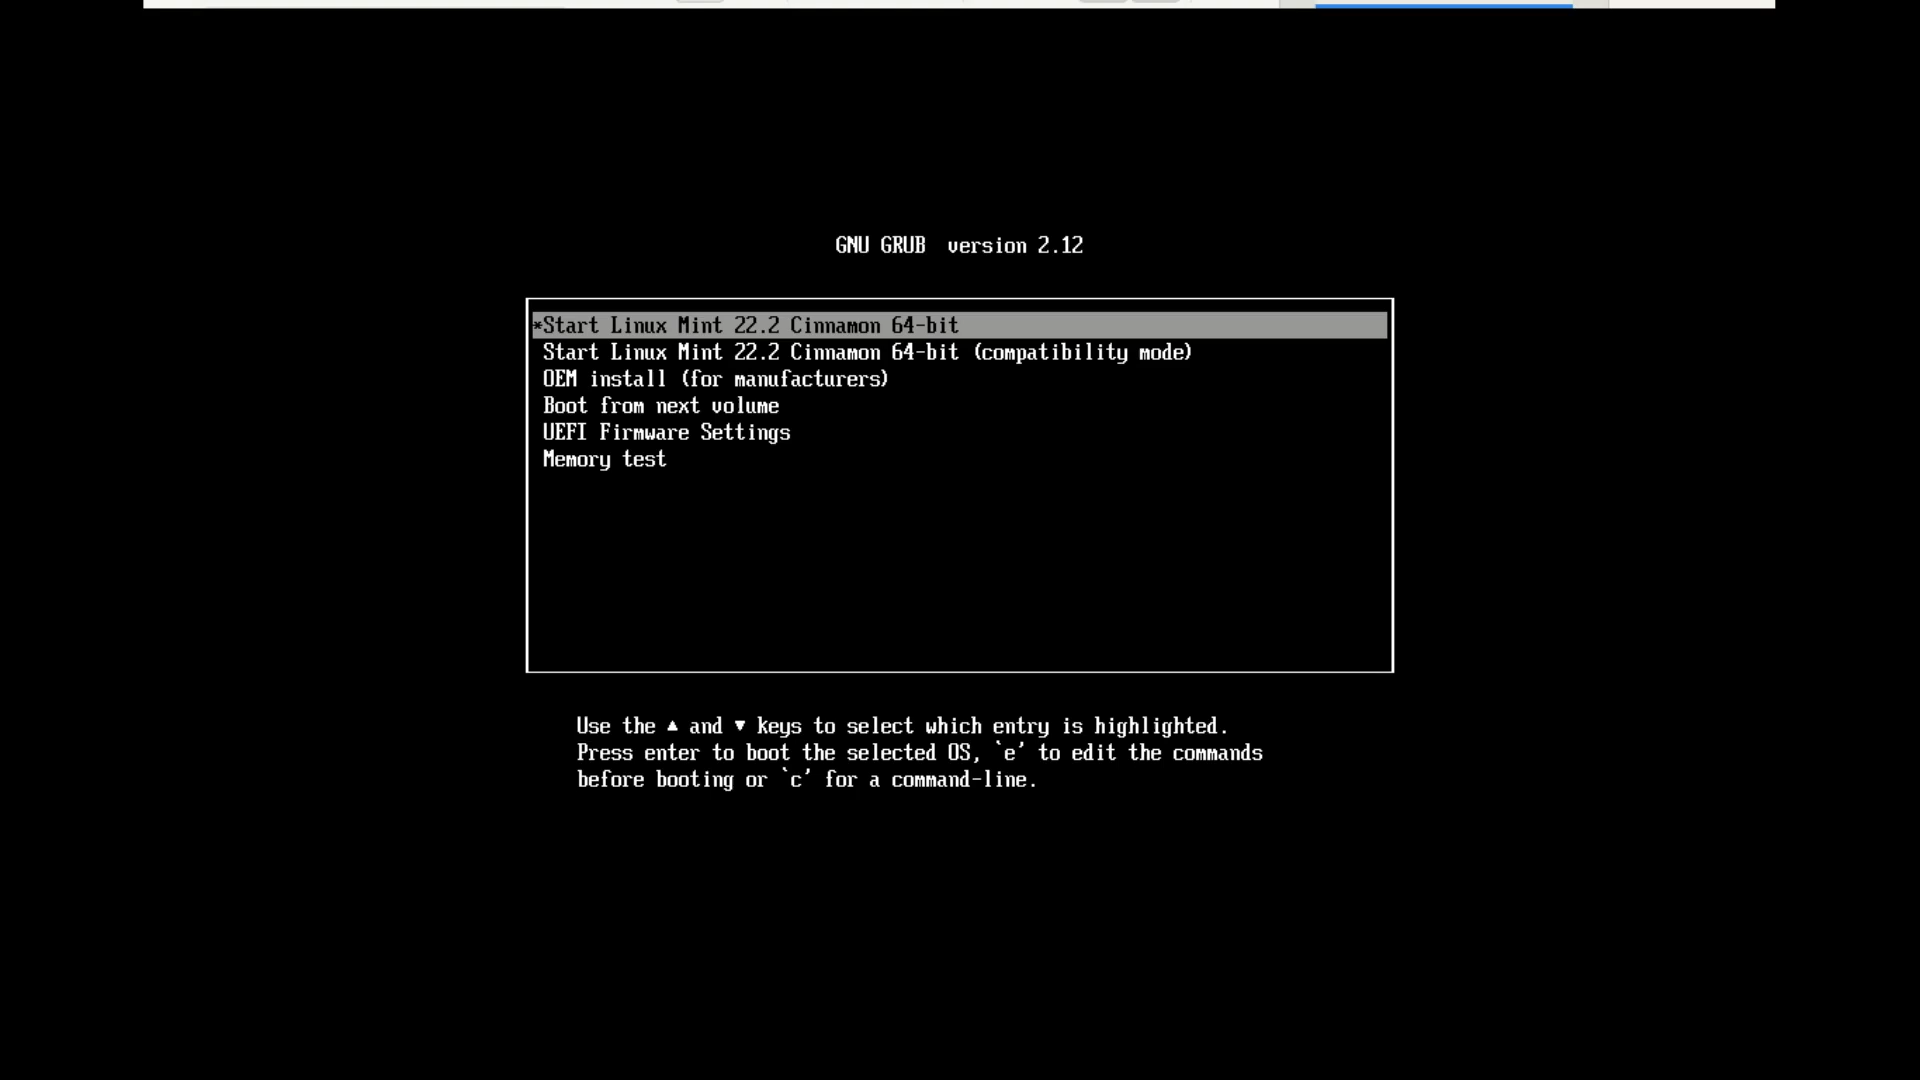 GNU GRUB  version 2.12
*Start Linux Mint 22.2 Cinnamon 64-bit
Start Linux Mint 22.2 Cinnamon 64-bit (compatibility mode)
OEM install (for manufacturers)
Boot from next volume
UEFI Firmware Settings
Memory test
Use the ▲ and ▼ keys to select which entry is highlighted.
Press enter to boot the selected OS, `e' to edit the commands
before booting or `c' for a command-line.